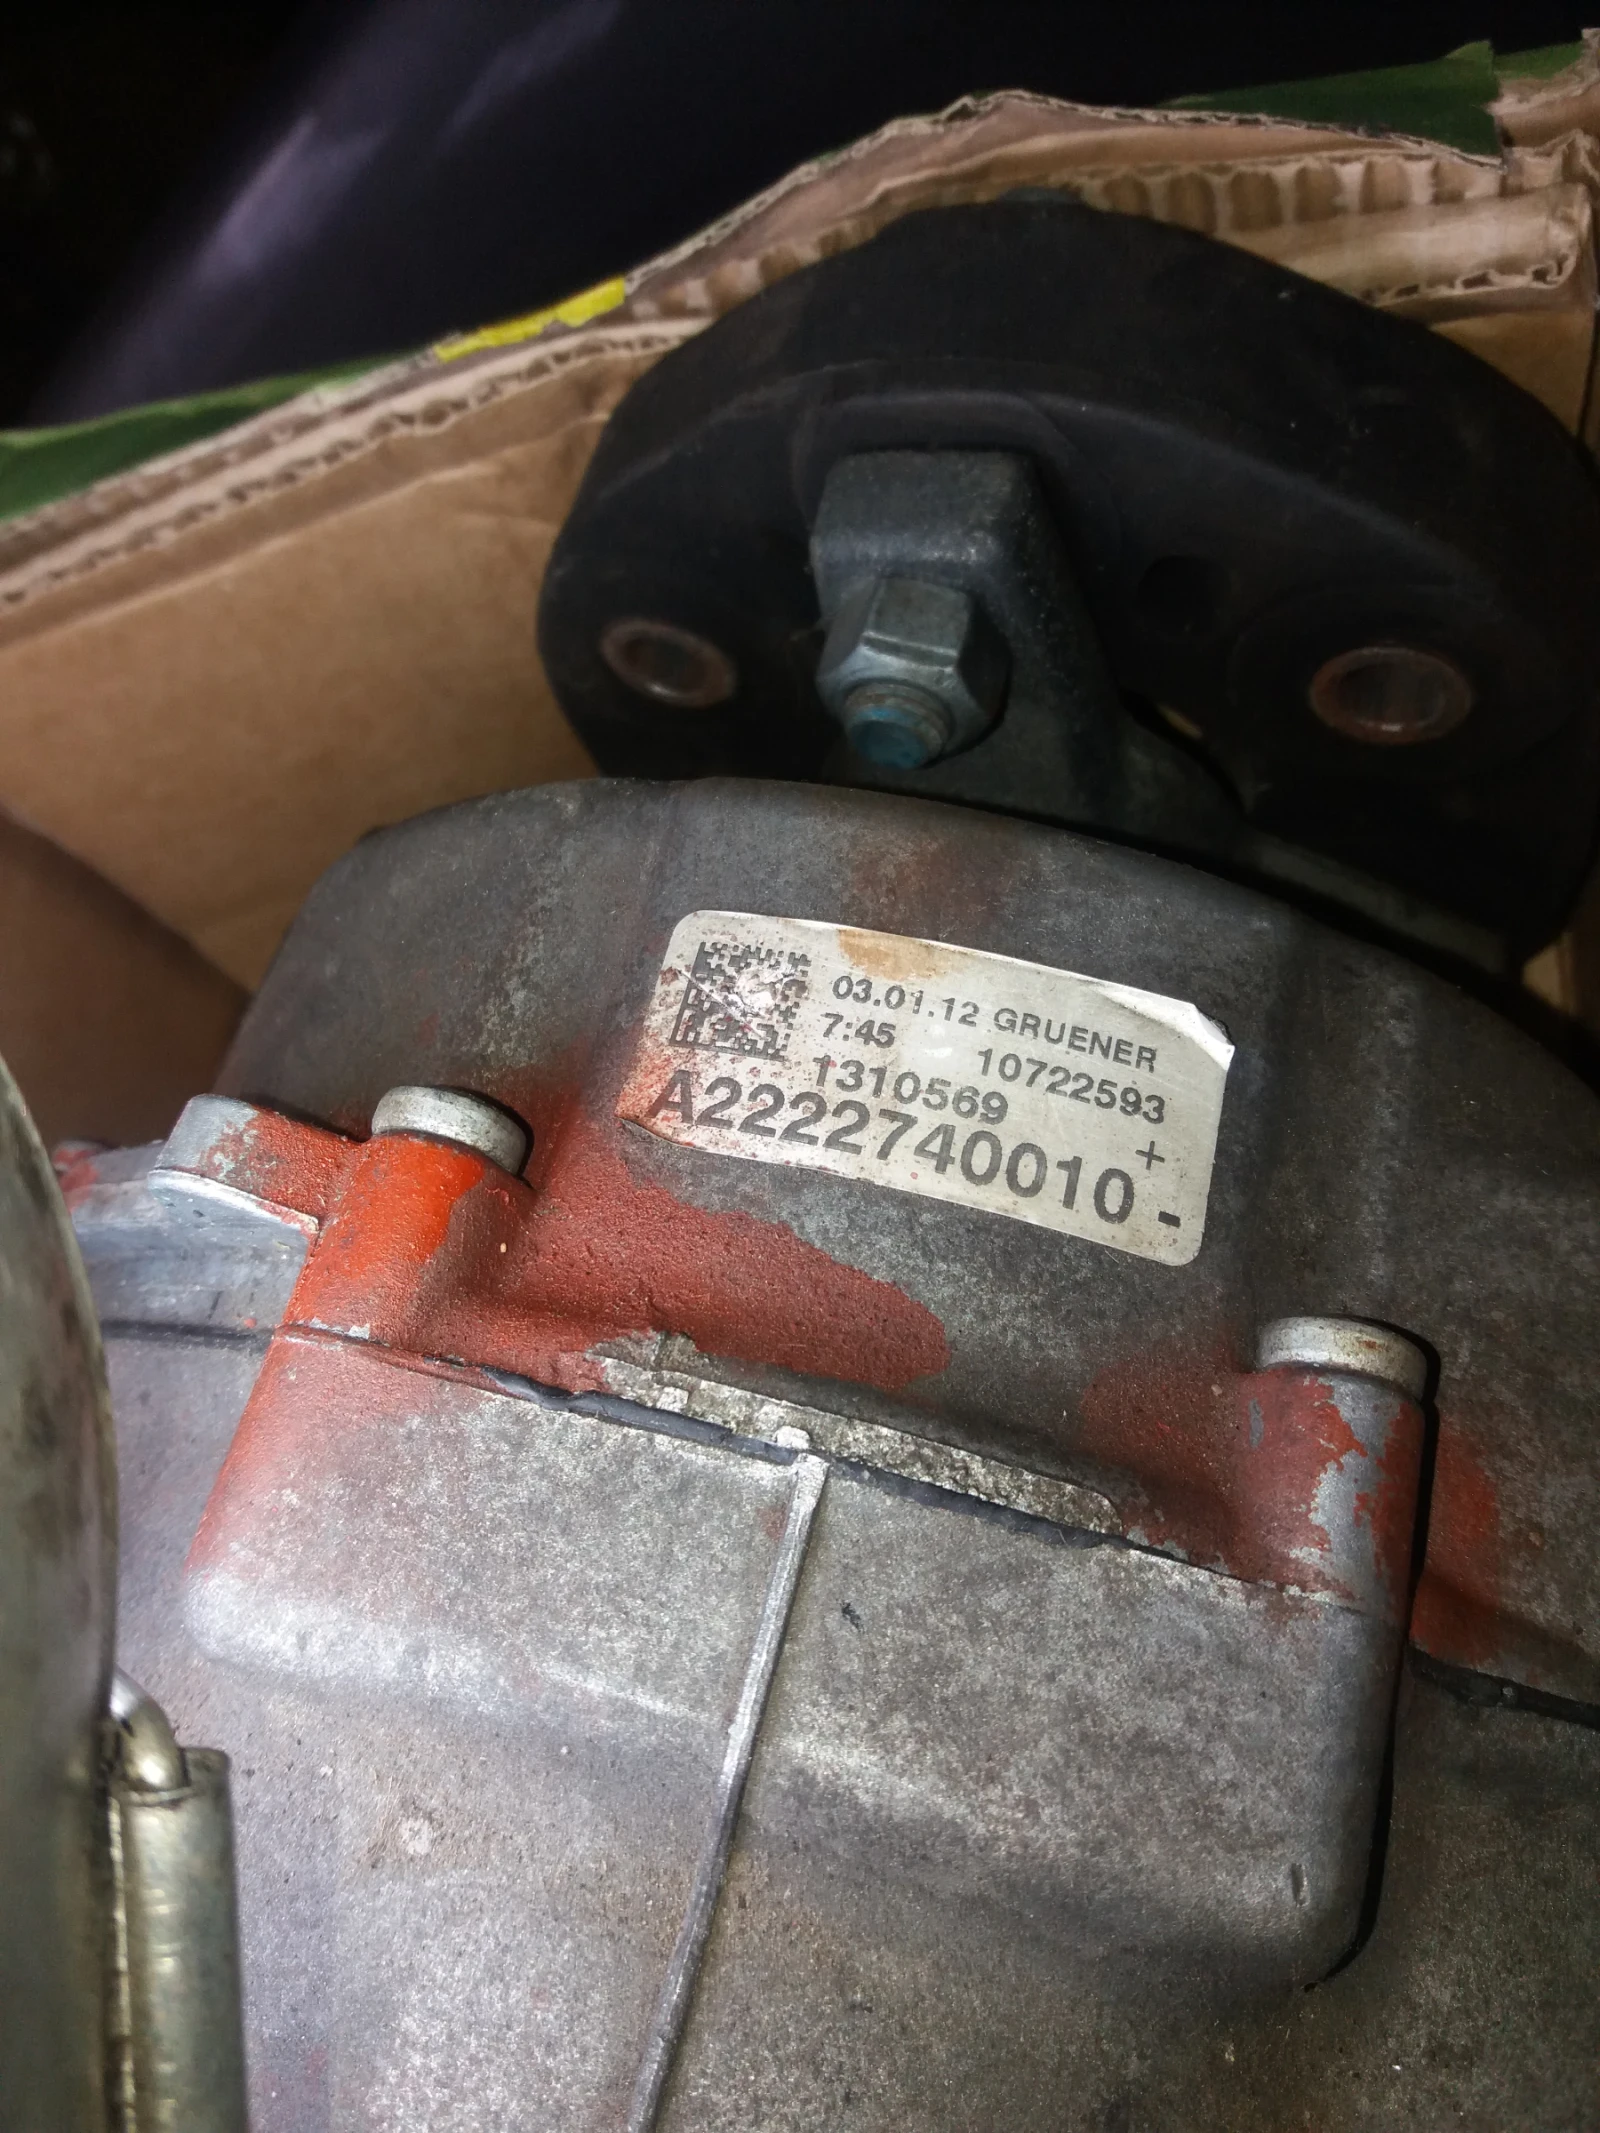 03.01.12 GRUENER
7:45 10722593
1310569 +
A2222740010 -